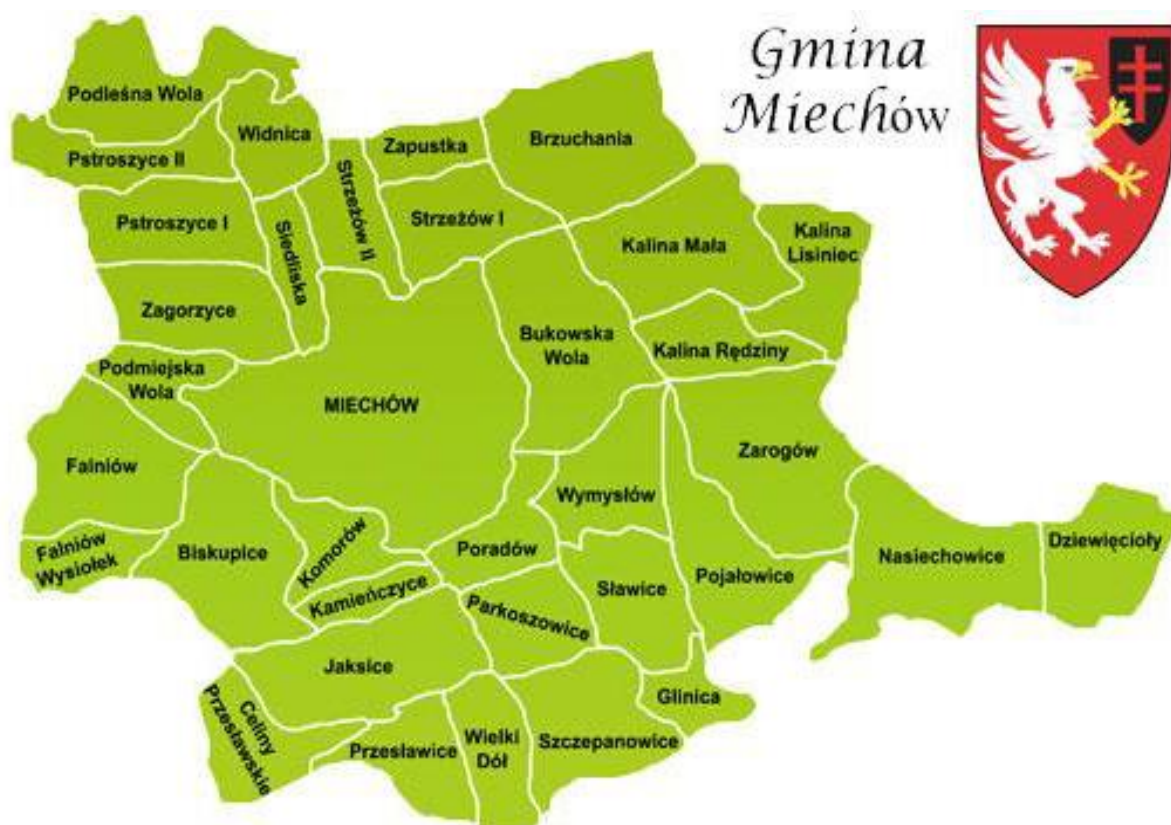 Gmina
Miechów
Podleśna Wola
Widnica
Zapustka
Brzuchania
Pstroszyce II
Strzeżów II
Pstroszyce I
Siedliska
Strzeżów I
Kalina Mała
Kalina
Lisiniec
Zagorzyce
Bukowska
Wola
Kalina Rędziny
Podmiejska
Wola
MIECHÓW
Falniów
Zarogów
Wymysłów
Falniów
Wysiołek
Biskupice
Komorów
Poradów
Nasiechowice
Dziewięcioły
Kamieńczyce
Parkoszowice
Sławice
Pojałowice
Jaksice
Glinica
Celiny
Przesławskie
Przesławice
Wielki
Dół
Szczepanowice